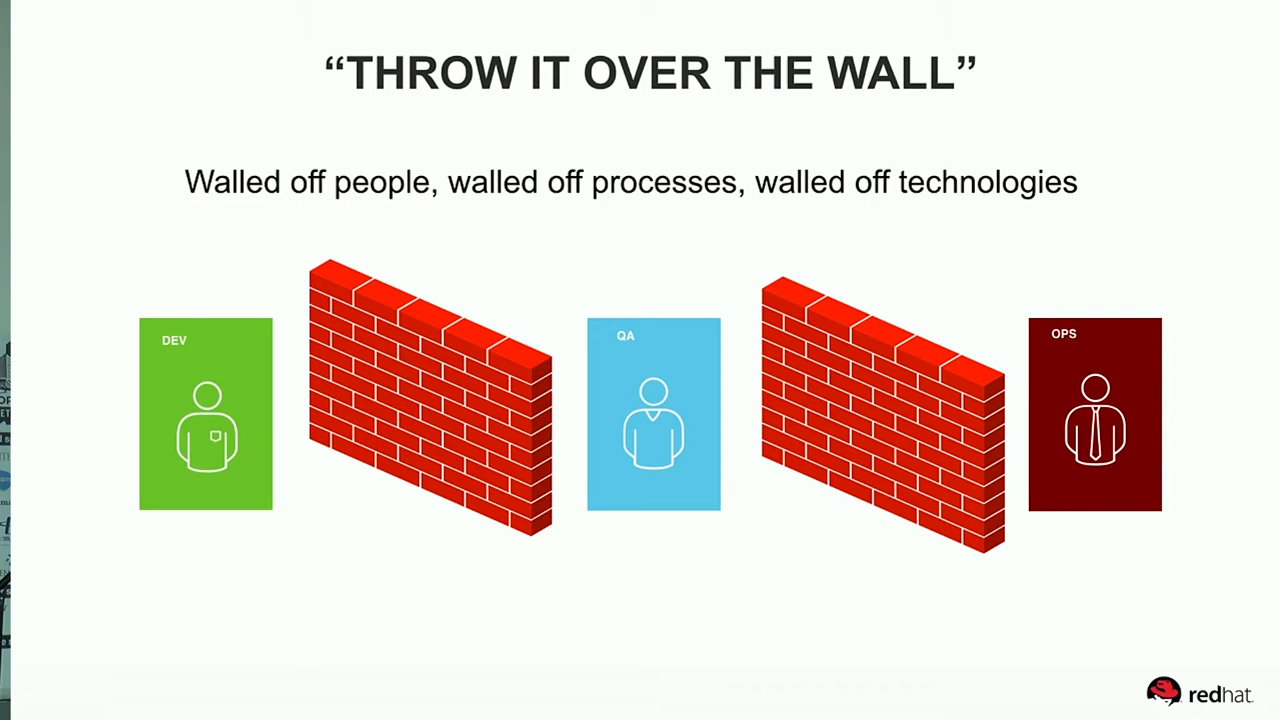 “THROW IT OVER THE WALL”
Walled off people, walled off processes, walled off technologies
DEV
QA
OPS
redhat.